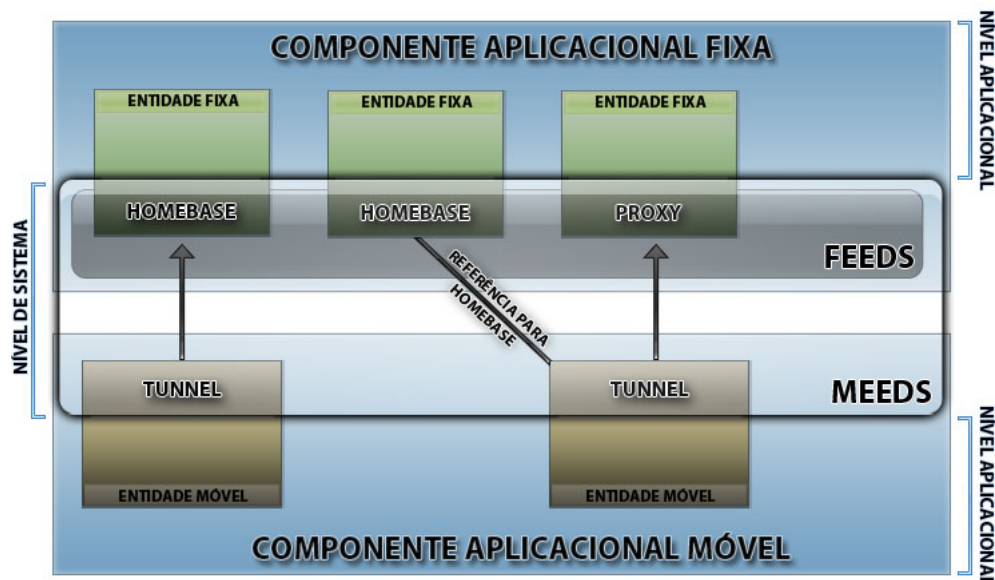 COMPONENTE APLICACIONAL FIXA
NÍVEL APLICACIONAL
ENTIDADE FIXA
ENTIDADE FIXA
ENTIDADE FIXA
HOMEBASE
HOMEBASE
PROXY
FEEDS
NÍVEL DE SISTEMA
REFERÊNCIA PARA
HOMEBASE
TUNNEL
TUNNEL
MEEDS
NÍVEL APLICACIONAL
ENTIDADE MÓVEL
ENTIDADE MÓVEL
COMPONENTE APLICACIONAL MÓVEL